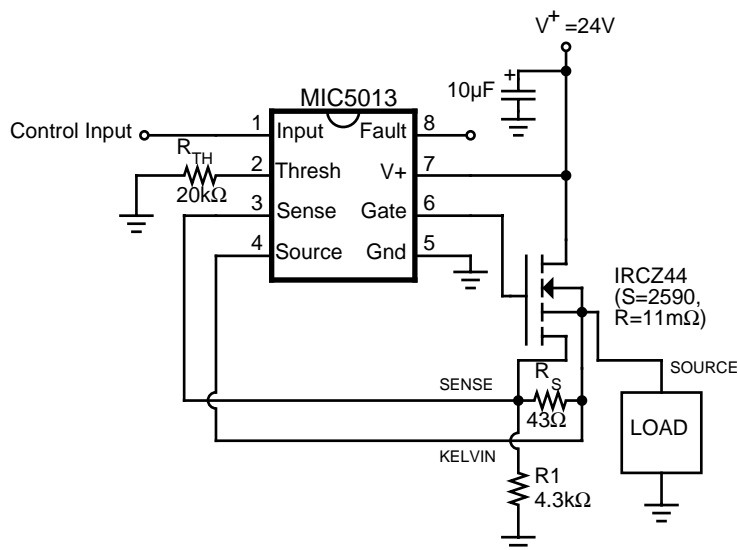 V+ =24V
10µF
+
MIC5013
Control Input
1 Input
Fault 8
RTH
20kΩ
2 Thresh
V+ 7
3 Sense
Gate 6
4 Source
Gnd 5
IRCZ44
(S=2590,
R=11mΩ)
SOURCE
LOAD
SENSE
RS
43Ω
KELVIN
R1
4.3kΩ